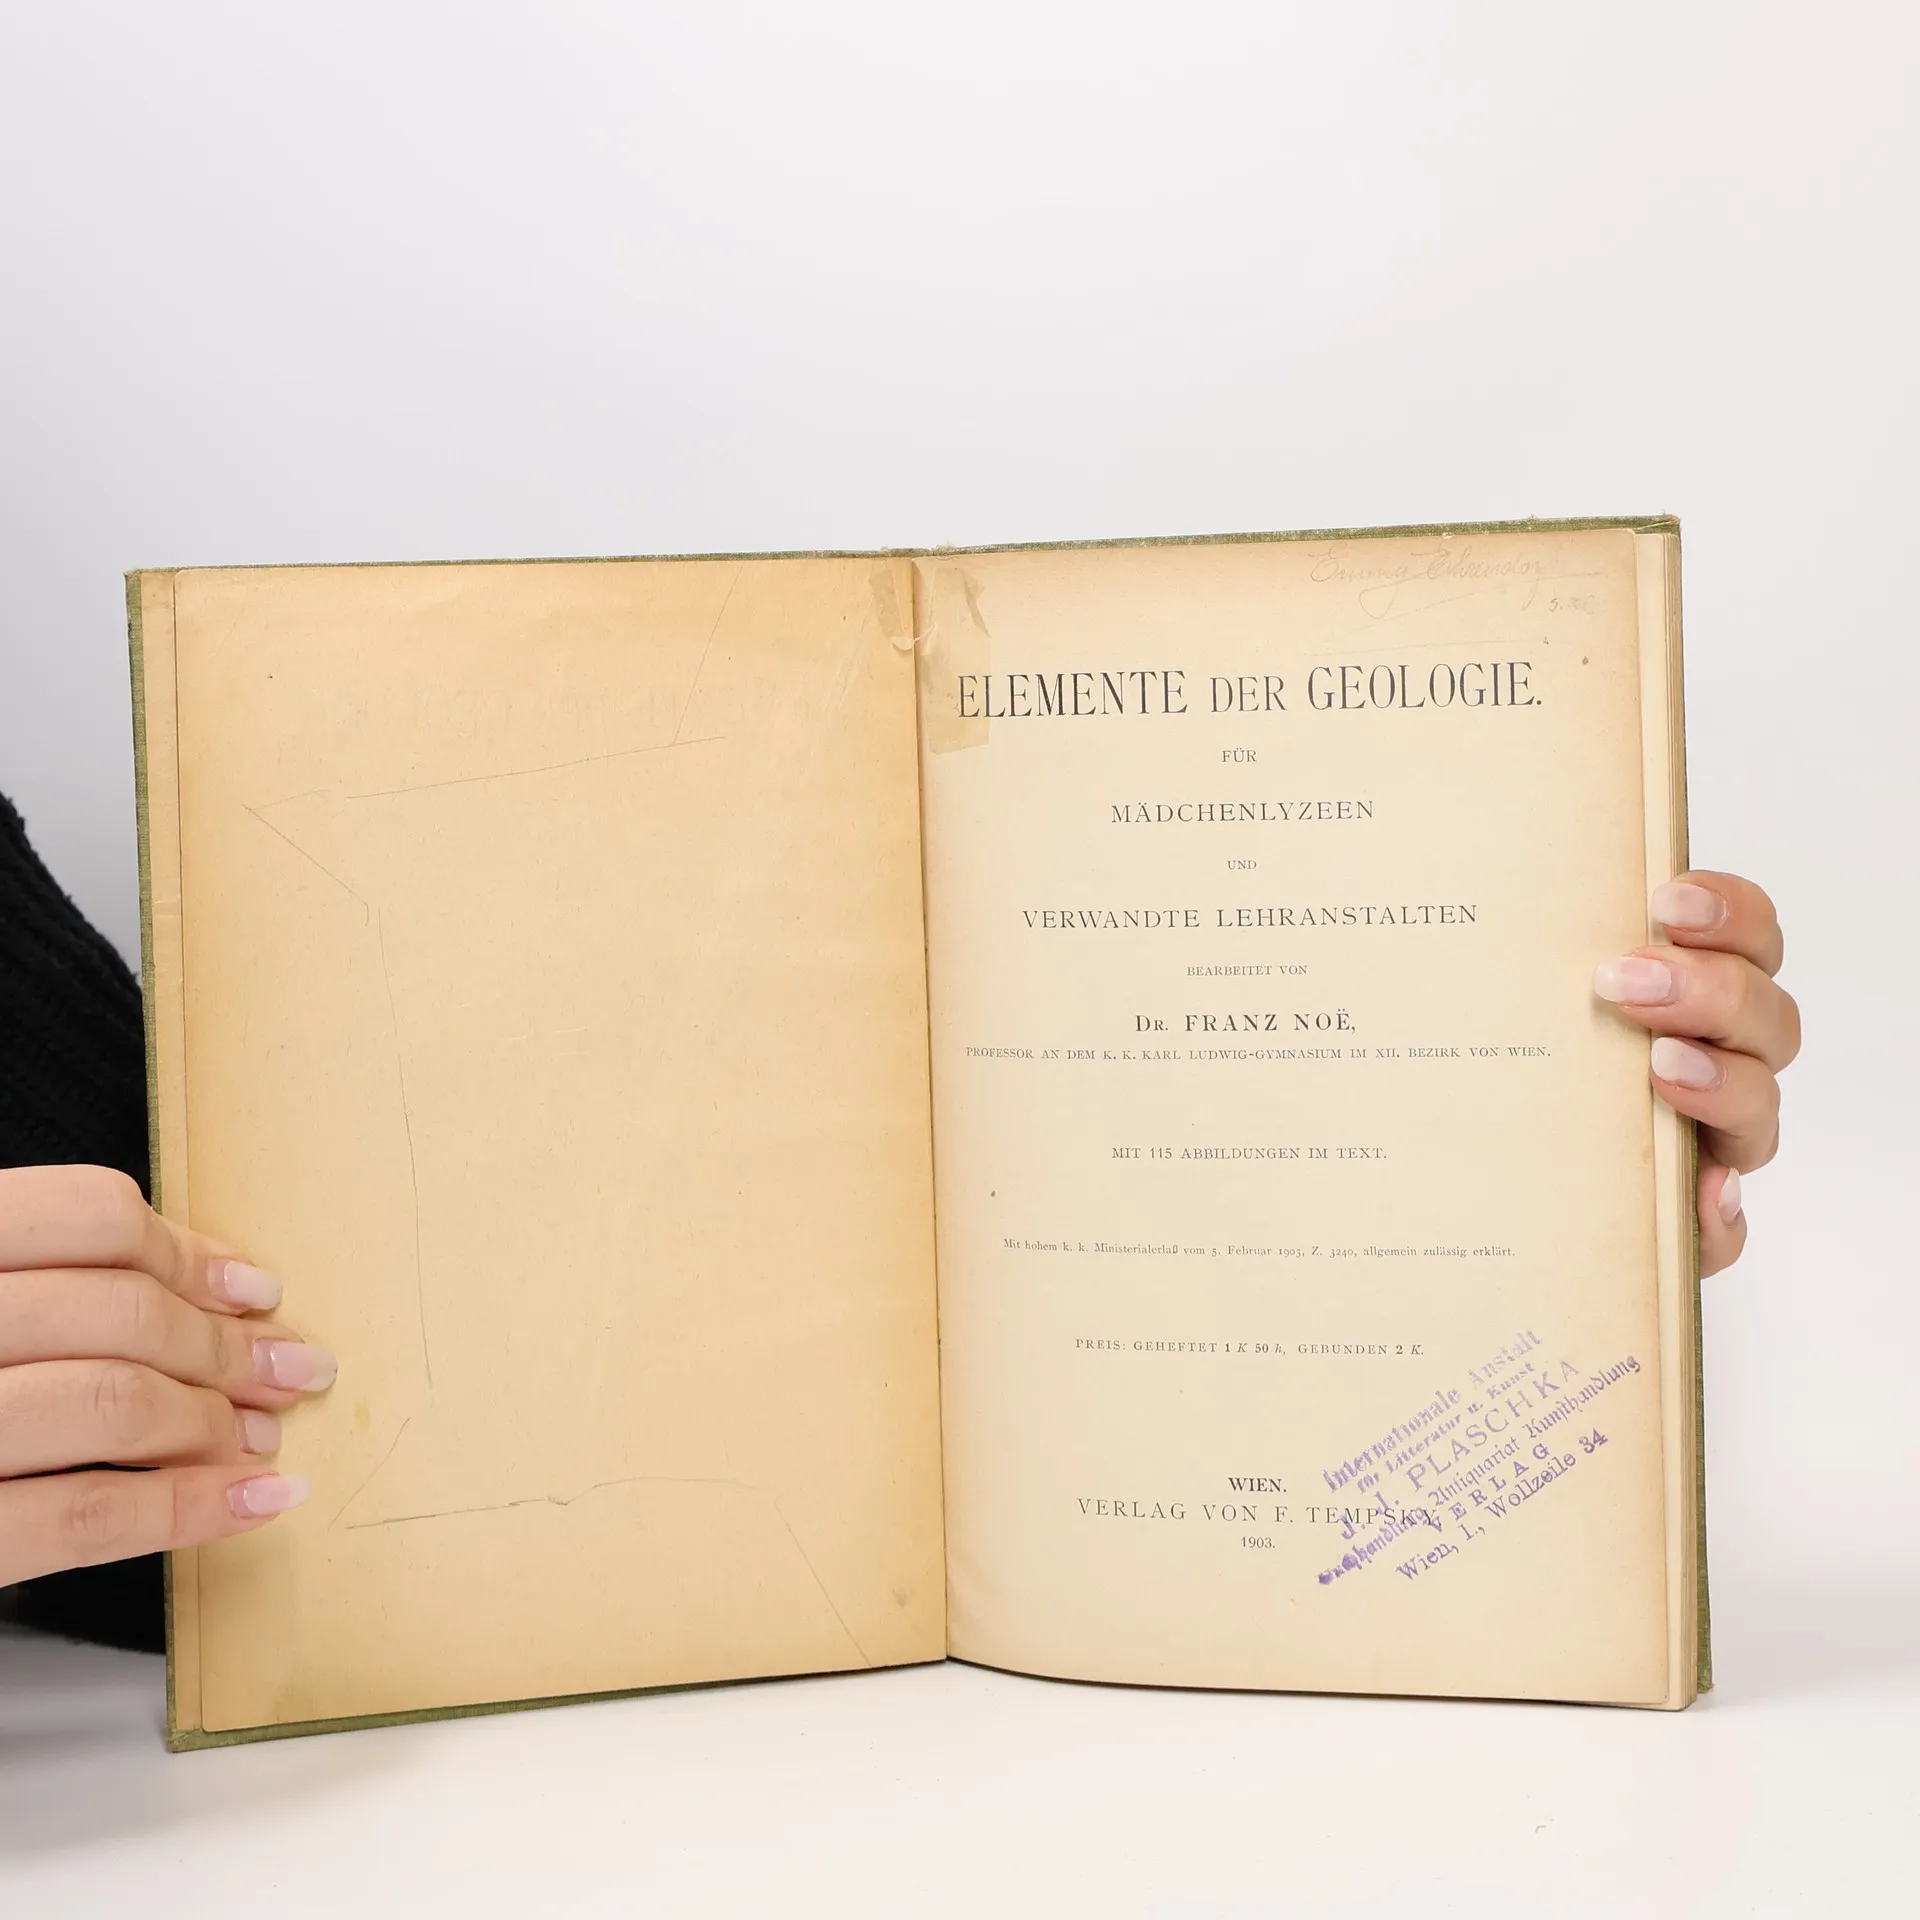 ELEMENTE DER GEOLOGIE.
FÜR
MÄDCHENLYZEEN
UND
VERWANDTE LEHRANSTALTEN
BEARBEITET VON
DR. FRANZ NOË,
PROFESSOR AN DEM K. K. KARL LUDWIG-GYMNASIUM IM XII. BEZIRK VON WIEN.
MIT 115 ABBILDUNGEN IM TEXT.
Mit hohem k. k. Ministerialerlaß vom 5. Februar 1903, Z. 3240, allgemein zulässig erklärt.
PREIS: GEHEFTET 1 K 50 h, GEBUNDEN 2 K.
WIEN.
VERLAG VON F. TEMPSKY.
1903.
Internationale Anstalt
für Litteratur u. Kunst
J. J. PLASCHKA
Buchhandlung Antiquariat Kunsthandlung
VERLAG
Wien, I., Wollzeile 34